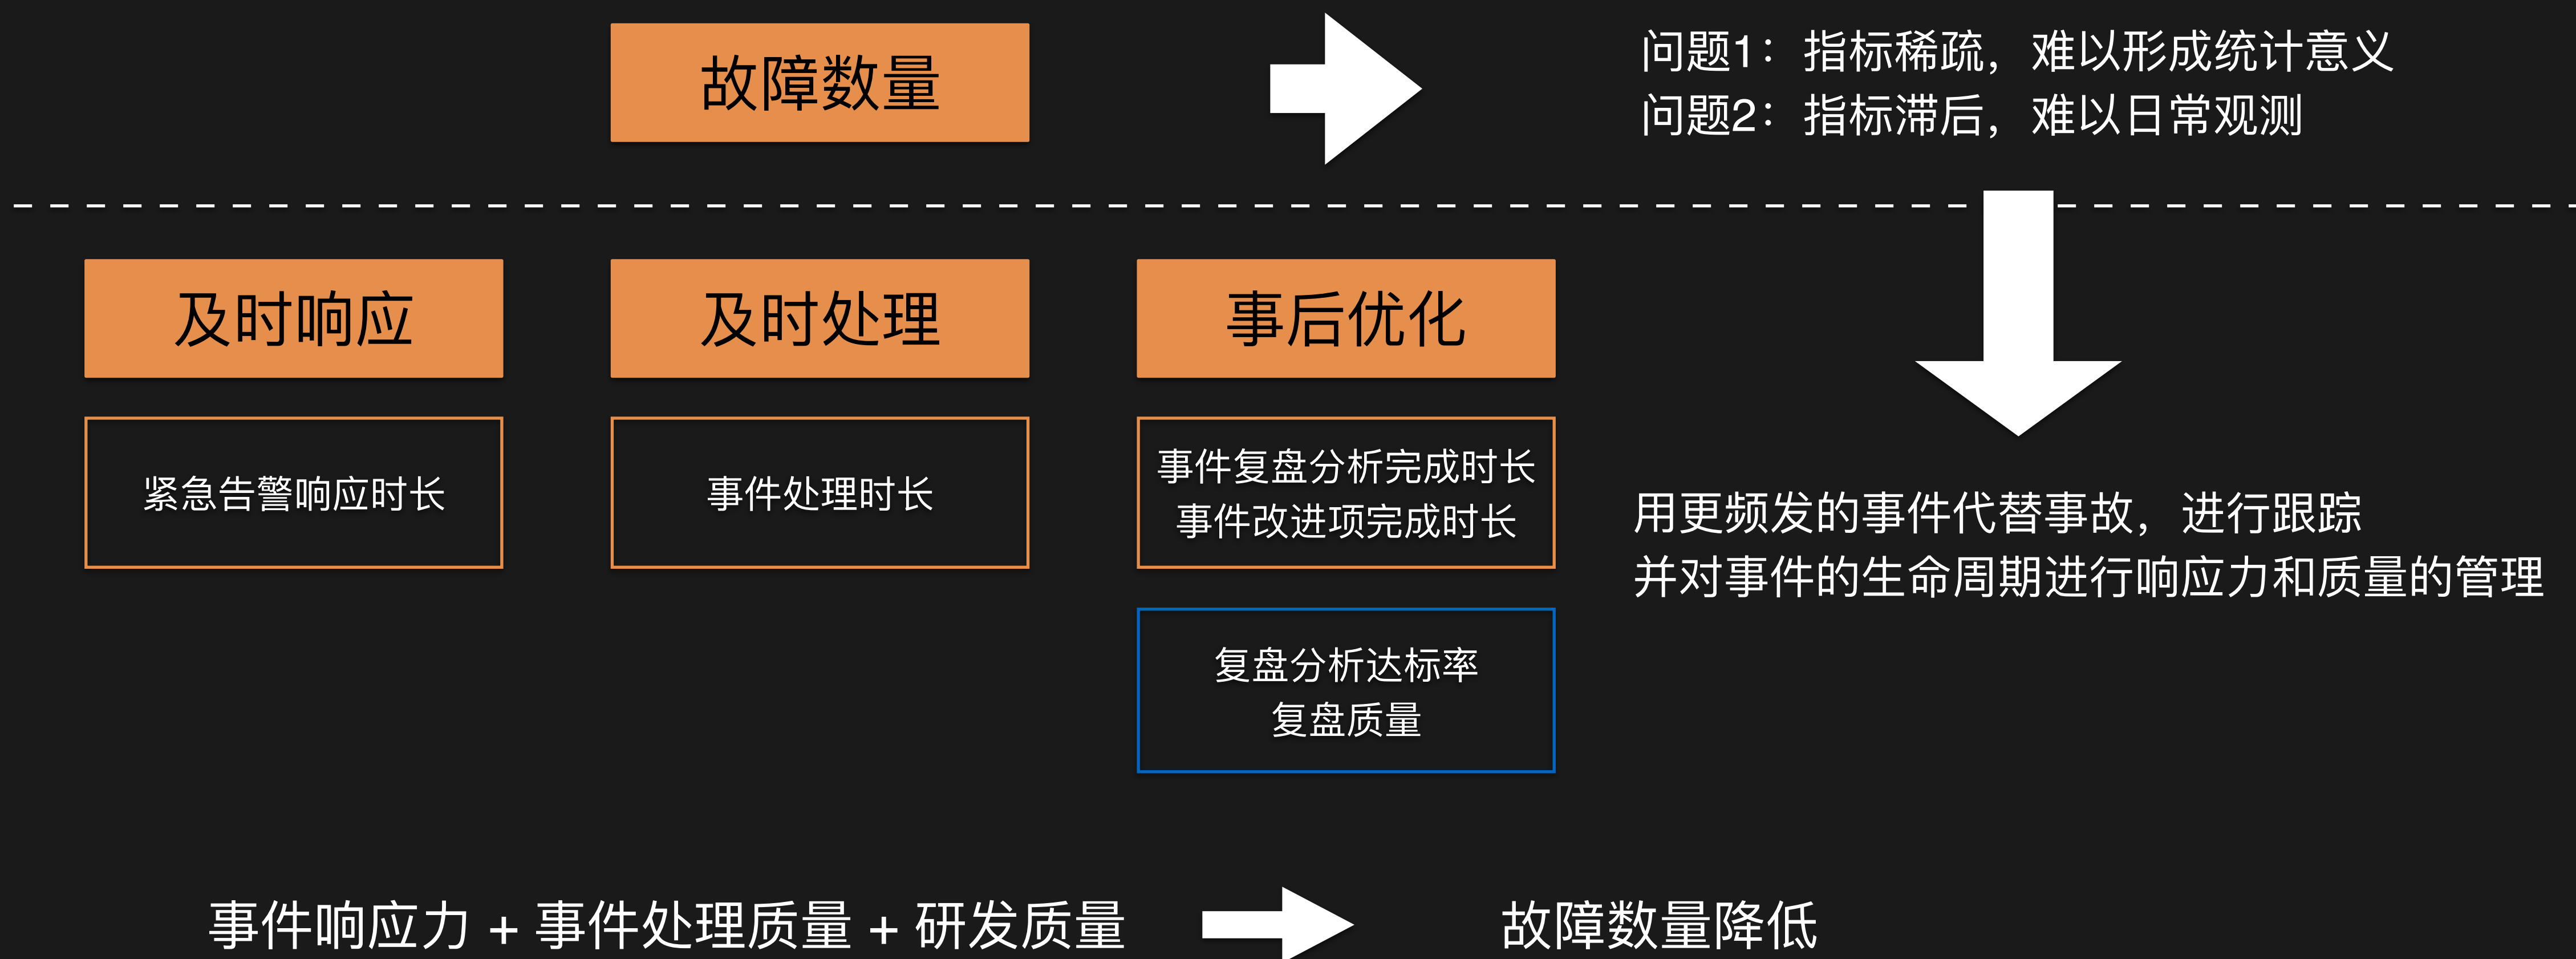 故障数量
问题1：指标稀疏，难以形成统计意义
问题2：指标滞后，难以日常观测
及时响应
及时处理
事后优化
紧急告警响应时长
事件处理时长
事件复盘分析完成时长
事件改进项完成时长
用更频发的事件代替事故，进行跟踪
并对事件的生命周期进行响应力和质量的管理
复盘分析达标率
复盘质量
事件响应力 + 事件处理质量 + 研发质量
故障数量降低